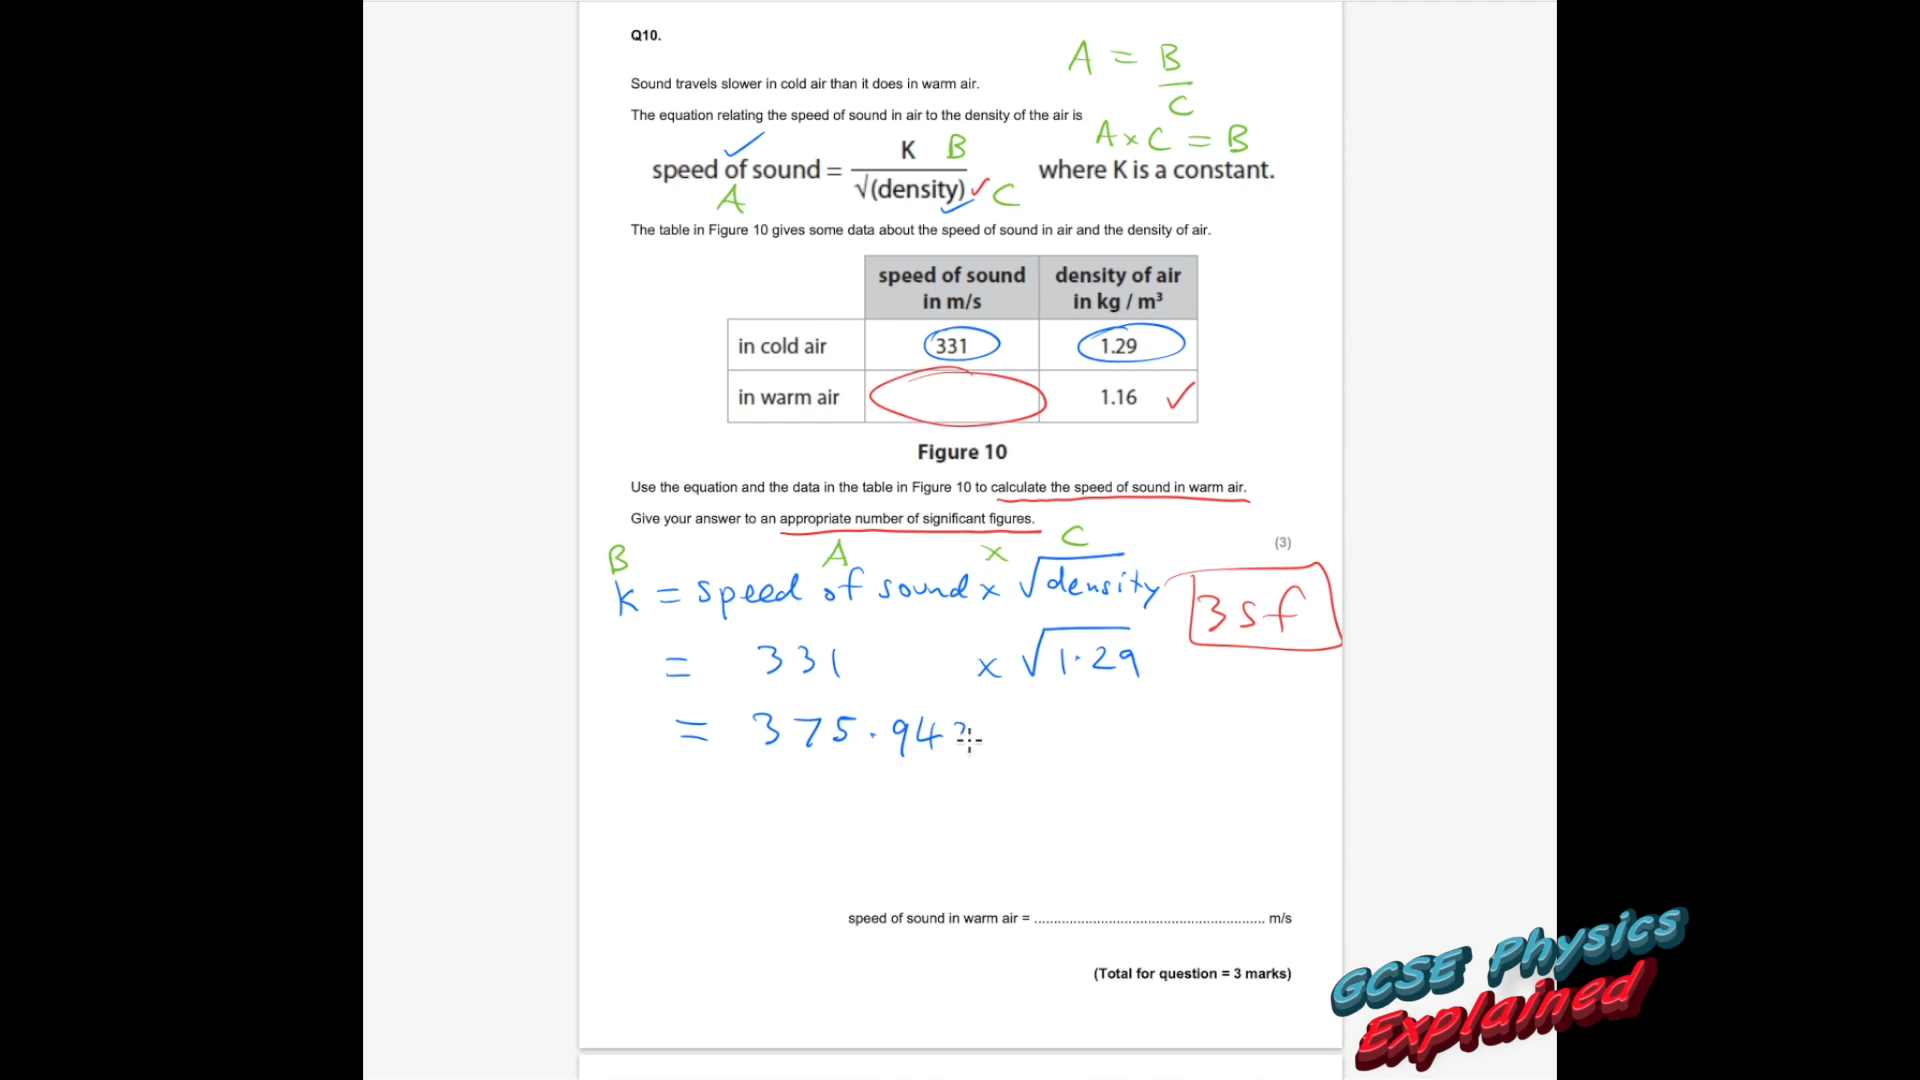 Q10.
A = B
C
Sound travels slower in cold air than it does in warm air.
The equation relating the speed of sound in air to the density of the air is
A × C = B
speed of sound = K / √(density) where K is a constant.
B
A
C
The table in Figure 10 gives some data about the speed of sound in air and the density of air.
speed of sound in m/s density of air in kg / m³
in cold air 331 1.29
in warm air 1.16
Figure 10
Use the equation and the data in the table in Figure 10 to calculate the speed of sound in warm air.
Give your answer to an appropriate number of significant figures.
(3)
B A × C
k = speed of sound × √density
3 sf
= 331 × √1.29
= 375.94
speed of sound in warm air = ............................................................ m/s
(Total for question = 3 marks)
GCSE Physics
Explained